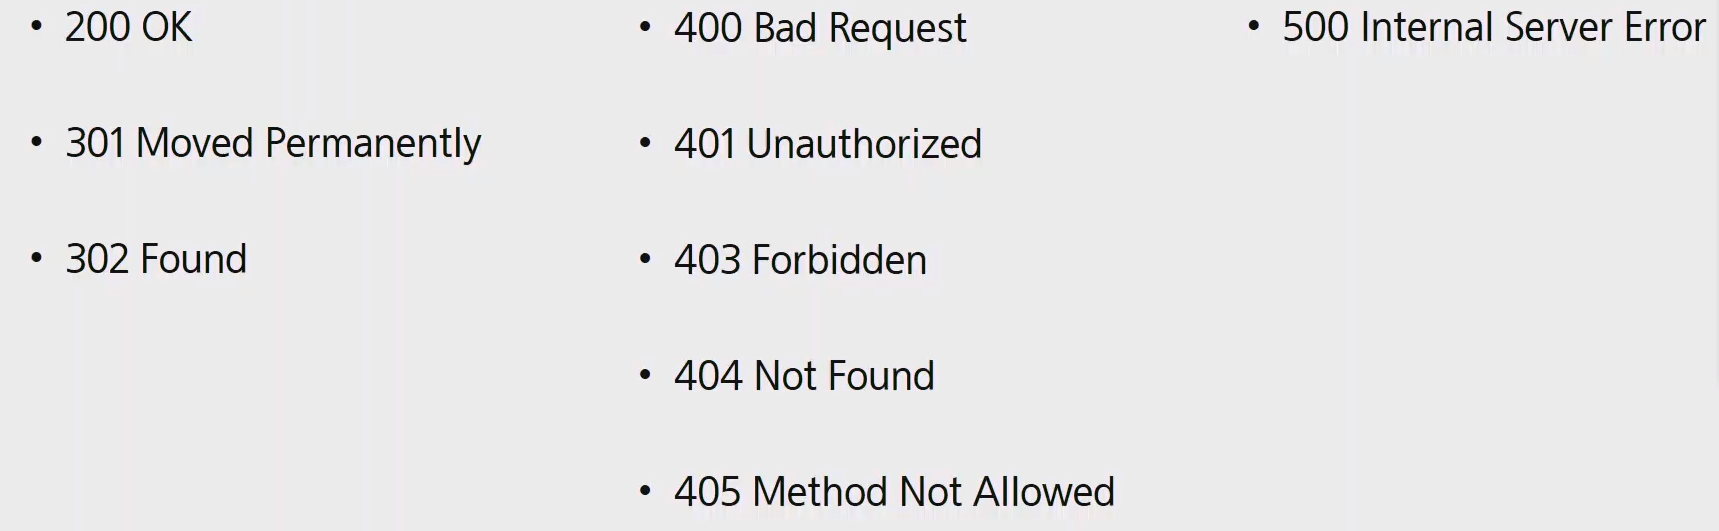 • 200 OK
• 301 Moved Permanently
• 302 Found
• 400 Bad Request
• 401 Unauthorized
• 403 Forbidden
• 404 Not Found
• 405 Method Not Allowed
• 500 Internal Server Error